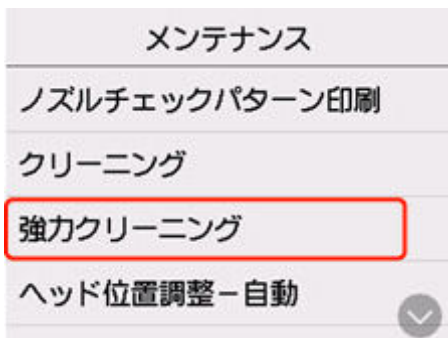 メンテナンス
ノズルチェックパターン印刷
クリーニング
強力クリーニング
ヘッド位置調整－自動